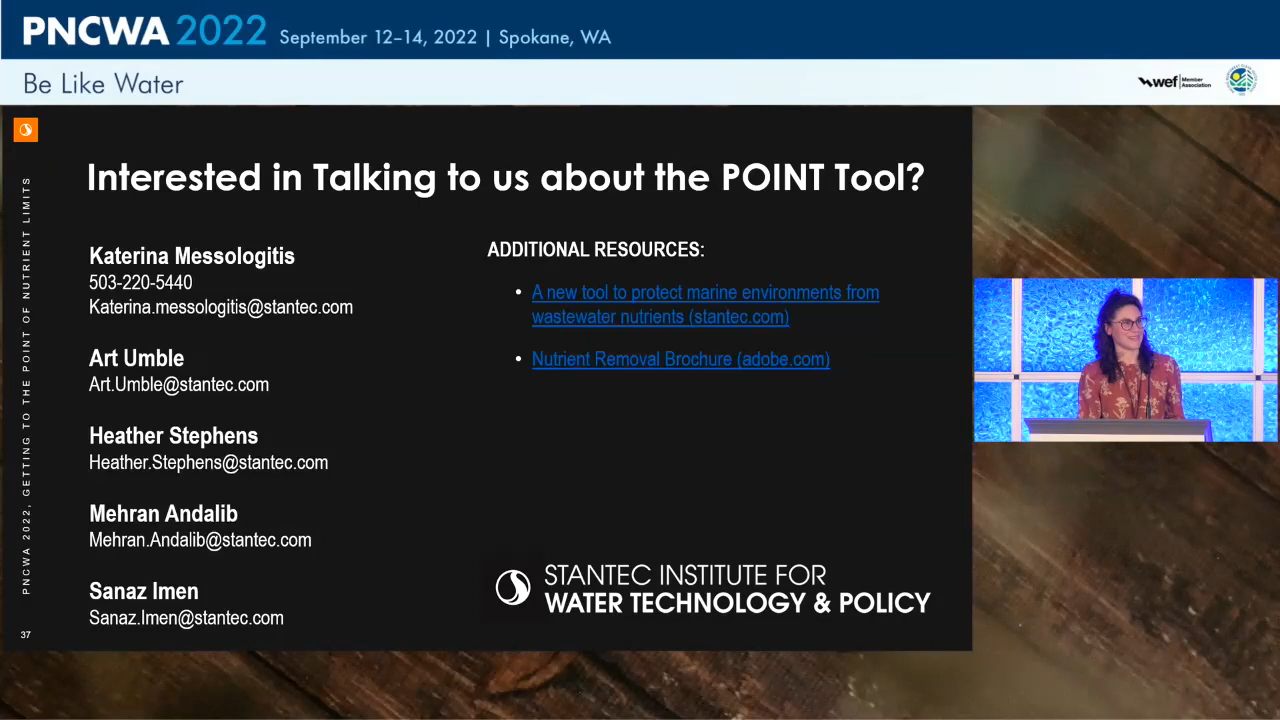 PNCWA 2022 September 12–14, 2022 | Spokane, WA
Be Like Water
wef Member Association
Interested in Talking to us about the POINT Tool?
Katerina Messologitis
503-220-5440
Katerina.messologitis@stantec.com
Art Umble
Art.Umble@stantec.com
Heather Stephens
Heather.Stephens@stantec.com
Mehran Andalib
Mehran.Andalib@stantec.com
Sanaz Imen
Sanaz.Imen@stantec.com
ADDITIONAL RESOURCES:
• A new tool to protect marine environments from
wastewater nutrients (stantec.com)
• Nutrient Removal Brochure (adobe.com)
STANTEC INSTITUTE FOR
WATER TECHNOLOGY & POLICY
PNCWA 2022, GETTING TO THE POINT OF NUTRIENT LIMITS
37